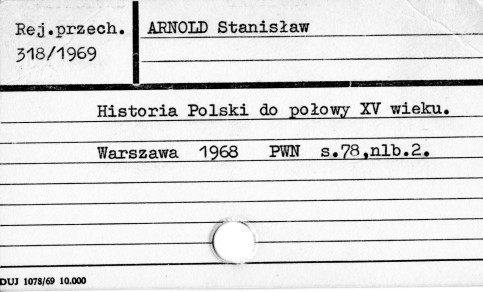 Rej.przech.
318/1969
ARNOLD Stanisław
Historia Polski do połowy XV wieku.
Warszawa 1968 PWN s.78,nlb.2.
DUJ 1078/69 10.000